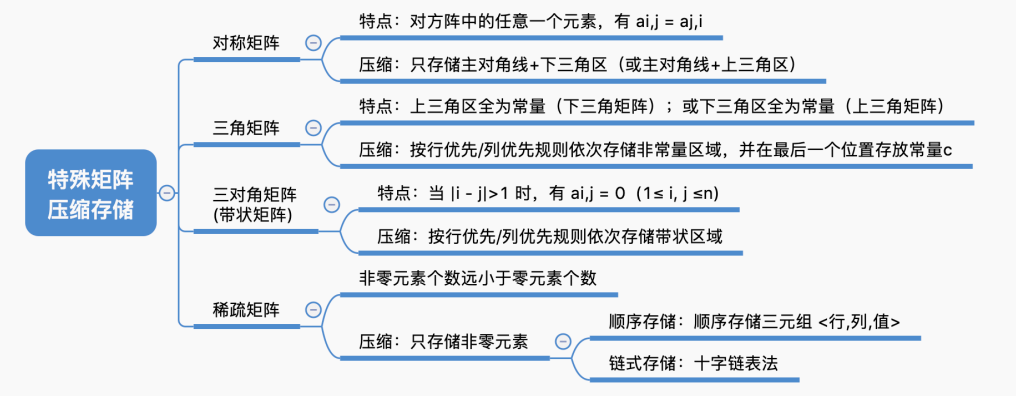 特殊矩阵
压缩存储
对称矩阵
特点：对方阵中的任意一个元素，有 ai,j = aj,i
压缩：只存储主对角线+下三角区（或主对角线+上三角区）
三角矩阵
特点：上三角区全为常量（下三角矩阵）；或下三角区全为常量（上三角矩阵）
压缩：按行优先/列优先规则依次存储非常量区域，并在最后一个位置存放常量c
三对角矩阵
(带状矩阵)
特点：当 |i - j|>1 时，有 ai,j = 0（1≤ i, j ≤n)
压缩：按行优先/列优先规则依次存储带状区域
稀疏矩阵
非零元素个数远小于零元素个数
压缩：只存储非零元素
顺序存储：顺序存储三元组 <行,列,值>
链式存储：十字链表法